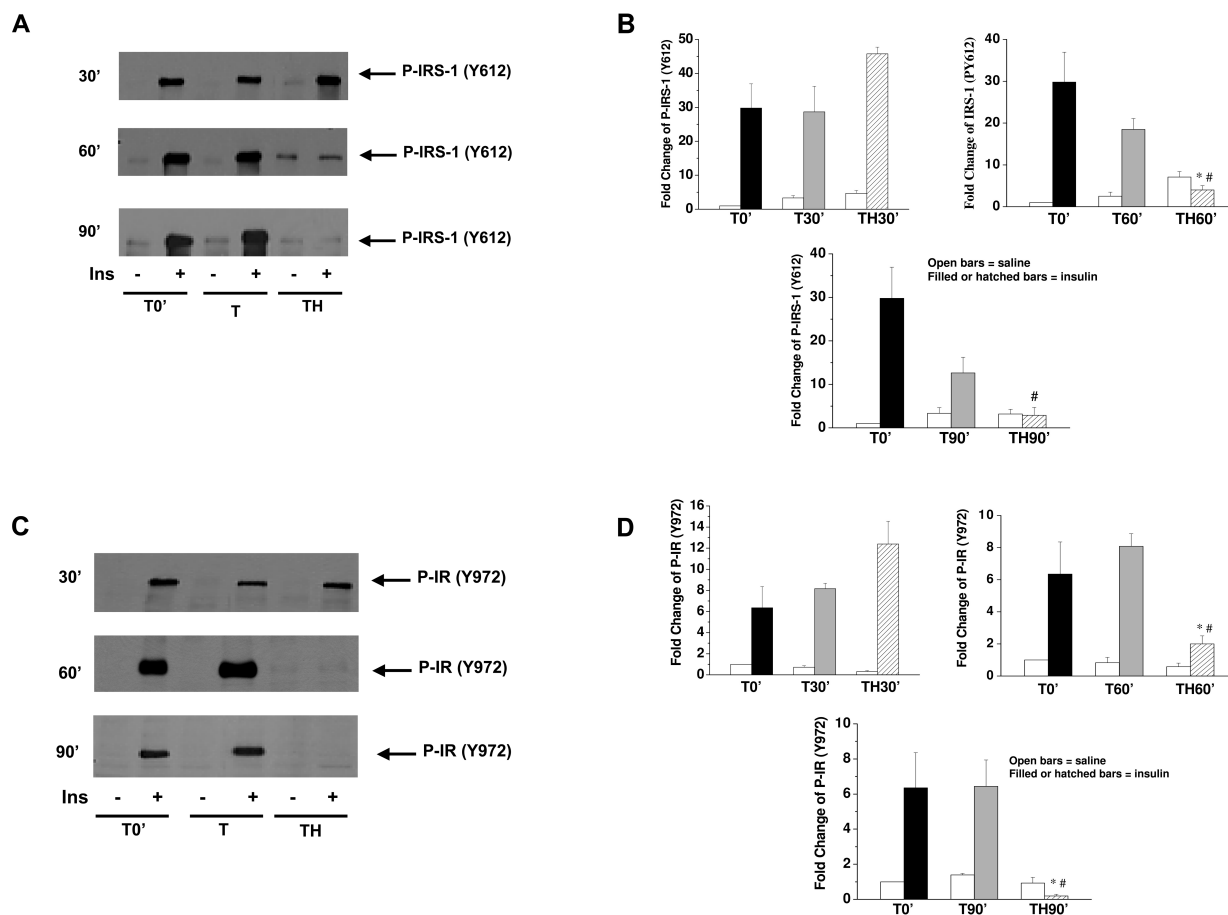 A
30'
P-IRS-1 (Y612)
60'
P-IRS-1 (Y612)
90'
P-IRS-1 (Y612)
Ins - + - + - +
T0' T TH
B
Fold Change of P-IRS-1 (Y612)
50
40
30
20
10
0
T0' T30' TH30'
Fold Change of IRS-1 (PY612)
40
30
20
10
0
* #
T0' T60' TH60'
Fold Change of P-IRS-1 (Y612)
40
30
20
10
0
Open bars = saline
Filled or hatched bars = insulin
#
T0' T90' TH90'
C
30'
P-IR (Y972)
60'
P-IR (Y972)
90'
P-IR (Y972)
Ins - + - + - +
T0' T TH
D
Fold Change of P-IR (Y972)
16
14
12
10
8
6
4
2
0
T0' T30' TH30'
Fold Change of P-IR (Y972)
10
8
6
4
2
0
* #
T0' T60' TH60'
Fold Change of P-IR (Y972)
10
8
6
4
2
0
Open bars = saline
Filled or hatched bars = insulin
* #
T0' T90' TH90'